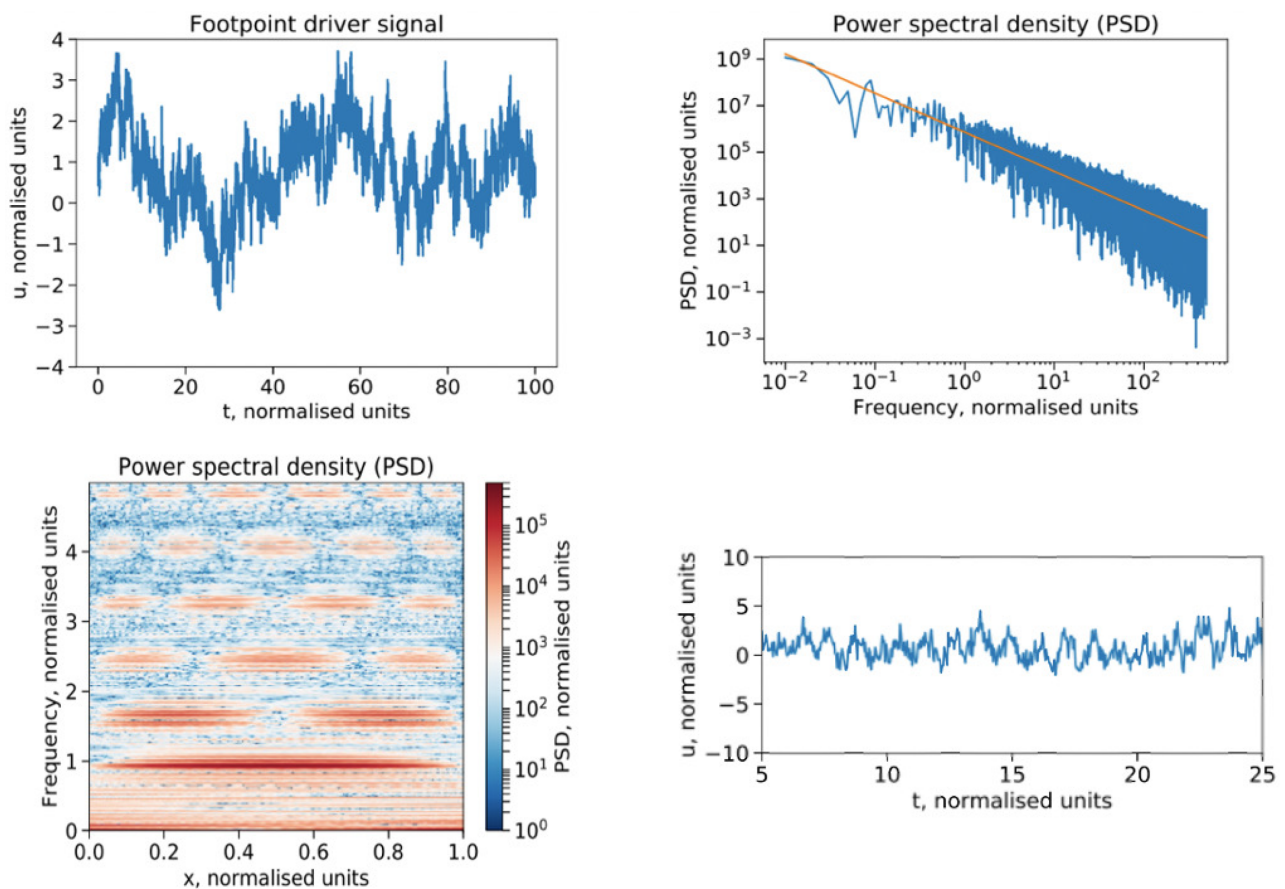 Footpoint driver signal
4
3
2
1
0
−1
−2
−3
−4
u, normalised units
0 20 40 60 80 100
t, normalised units
Power spectral density (PSD)
10⁹
10⁷
10⁵
10³
10¹
10⁻¹
10⁻³
PSD, normalised units
10⁻² 10⁻¹ 10⁰ 10¹ 10²
Frequency, normalised units
Power spectral density (PSD)
4
3
2
1
0
Frequency, normalised units
0.0 0.2 0.4 0.6 0.8 1.0
x, normalised units
10⁵
10⁴
10³
10²
10¹
10⁰
PSD, normalised units
10
5
0
−5
−10
u, normalised units
5 10 15 20 25
t, normalised units